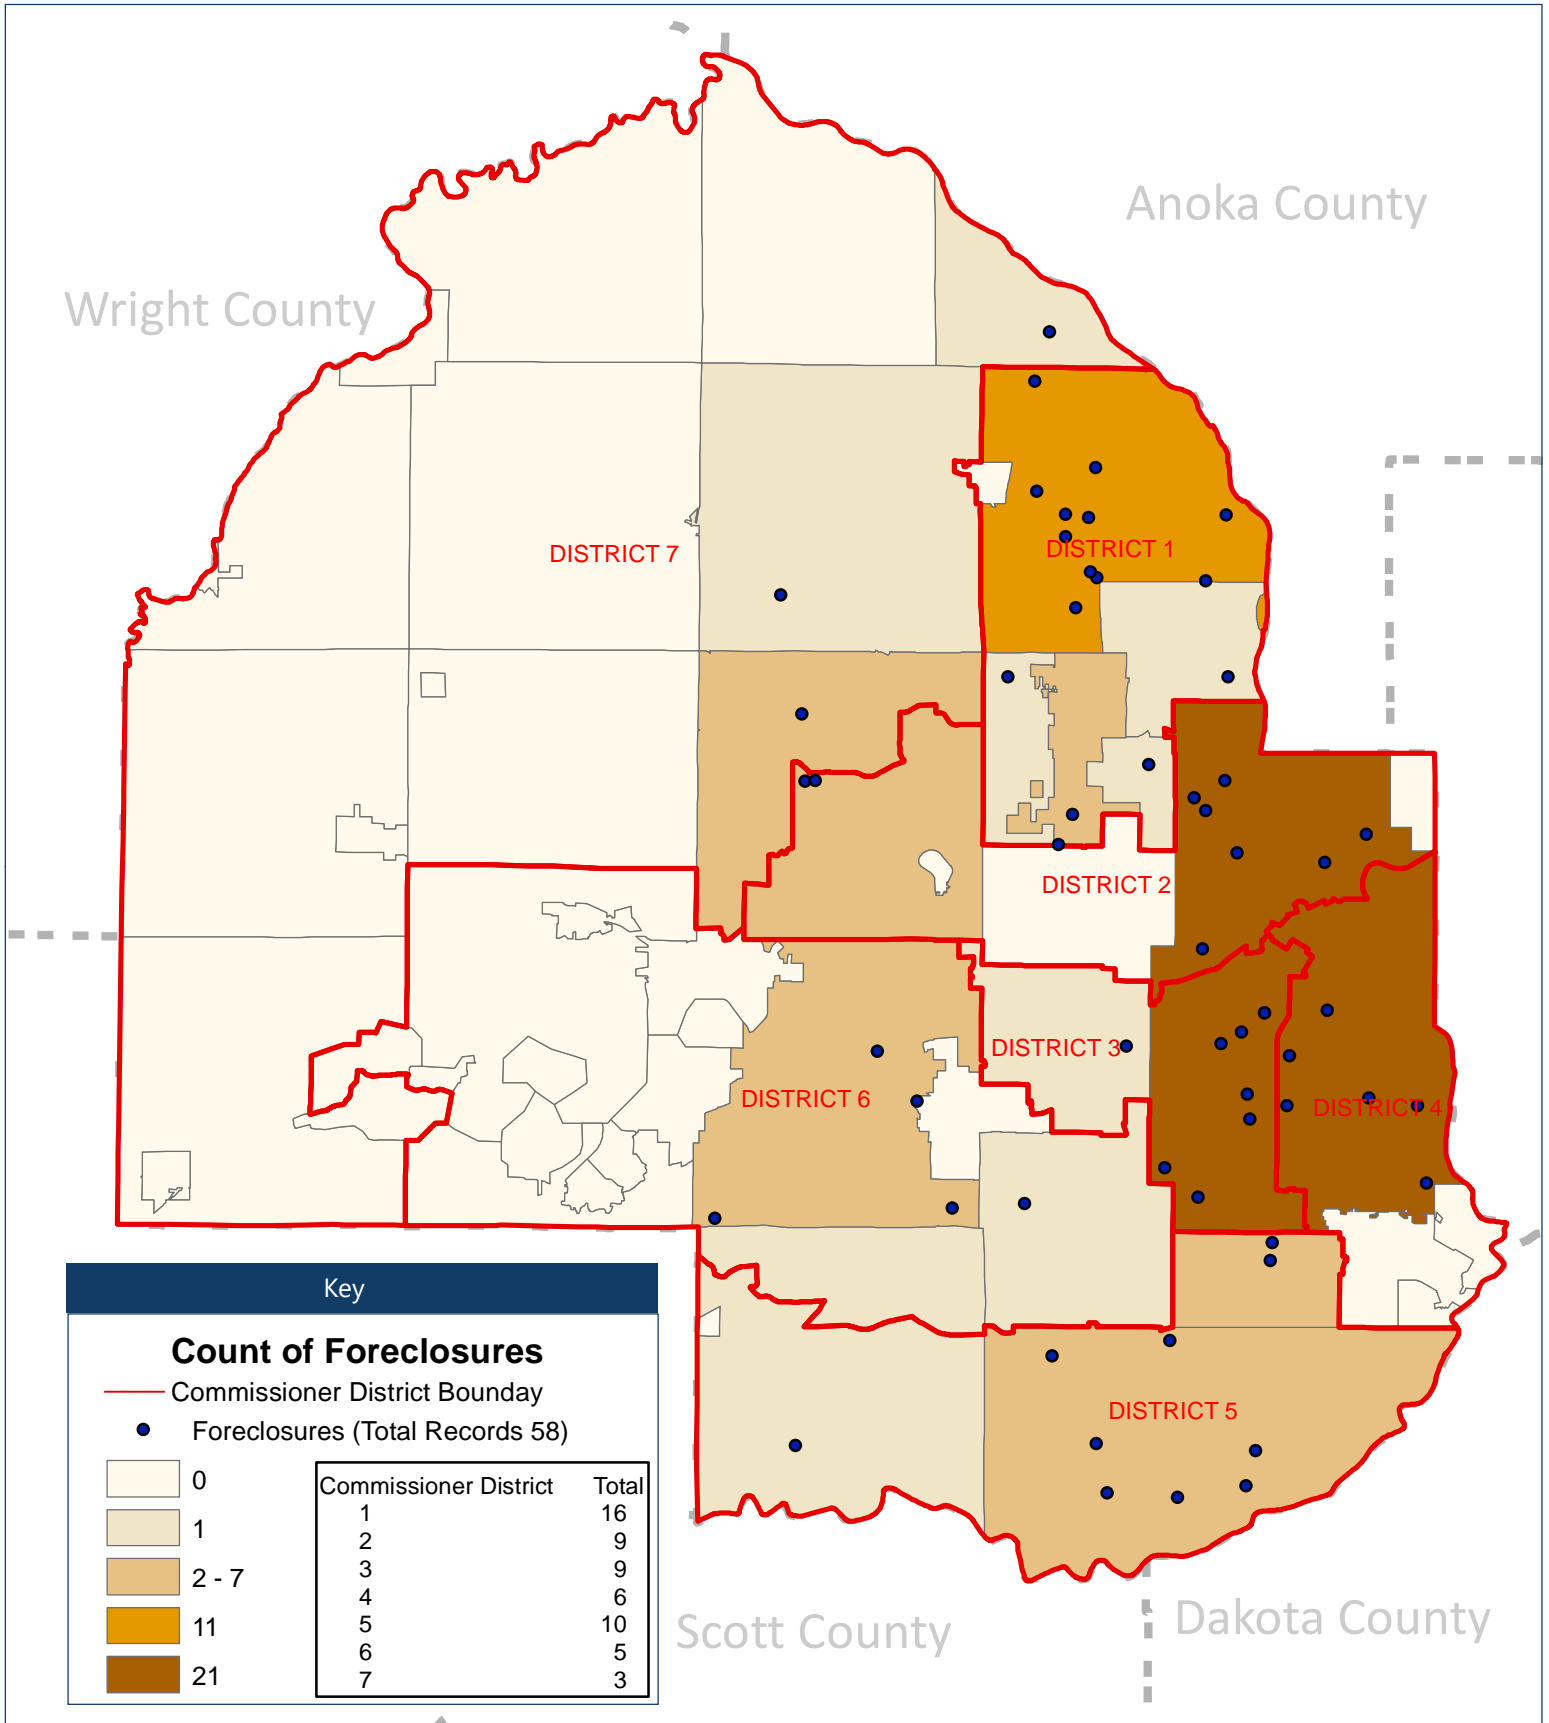 Anoka County
Wright County
DISTRICT 7
DISTRICT 1
DISTRICT 2
DISTRICT 3
DISTRICT 6
DISTRICT 4
DISTRICT 5
Scott County
Dakota County
Key
Count of Foreclosures
Commissioner District Bounday
Foreclosures (Total Records 58)
0
1
2 - 7
11
21
Commissioner District Total
1 16
2 9
3 9
4 6
5 10
6 5
7 3